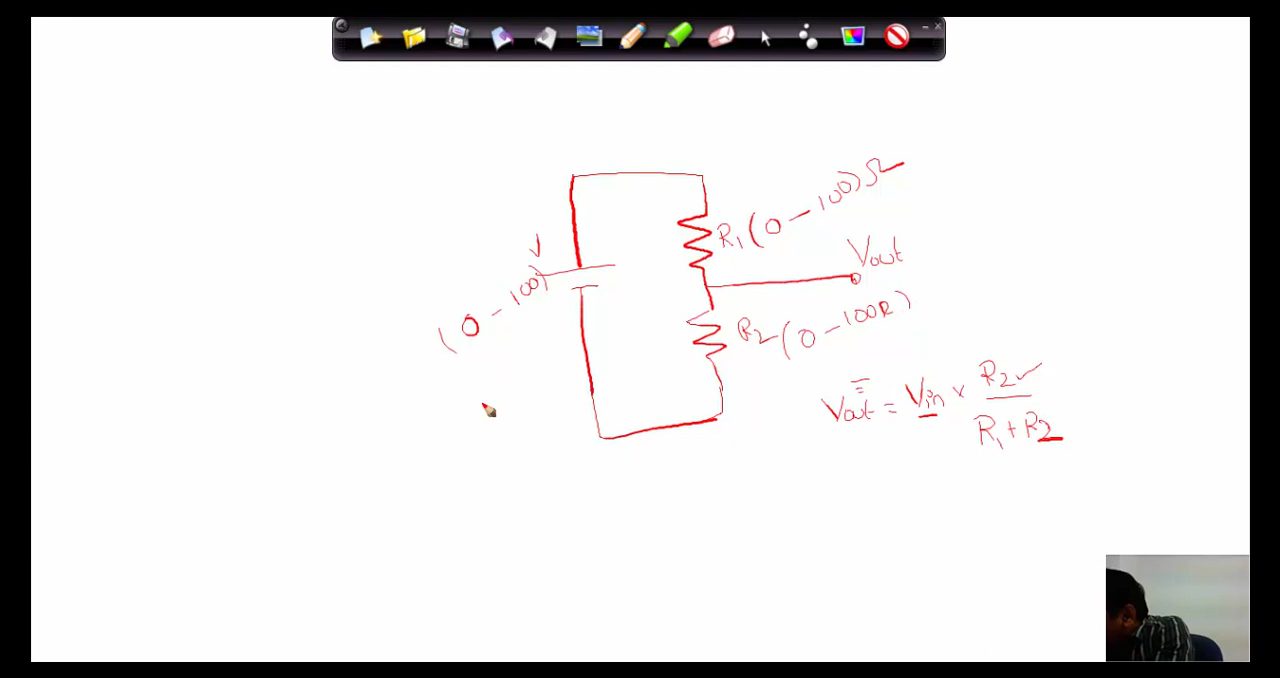 R1 (0 - 100) Ω
V
(0 - 100)
Vout
R2 (0 - 100R)
Vout = Vin × R2 / R1 + R2